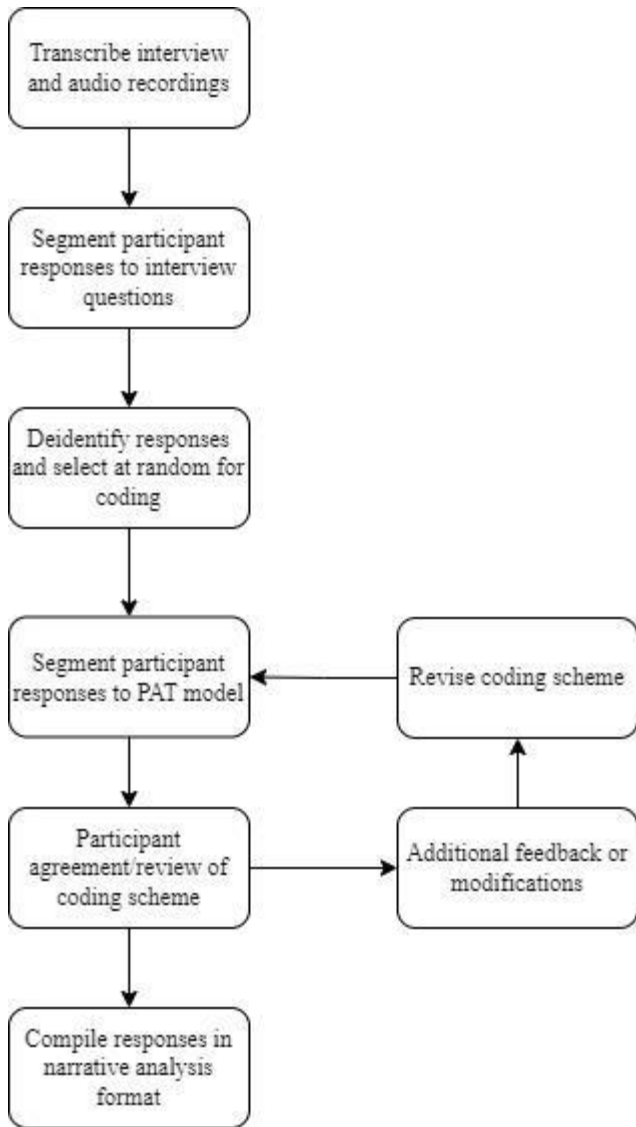 Transcribe interview
and audio recordings
Segment participant
responses to interview
questions
Deidentify responses
and select at random for
coding
Segment participant
responses to PAT model
Revise coding scheme
Participant
agreement/review of
coding scheme
Additional feedback or
modifications
Compile responses in
narrative analysis
format